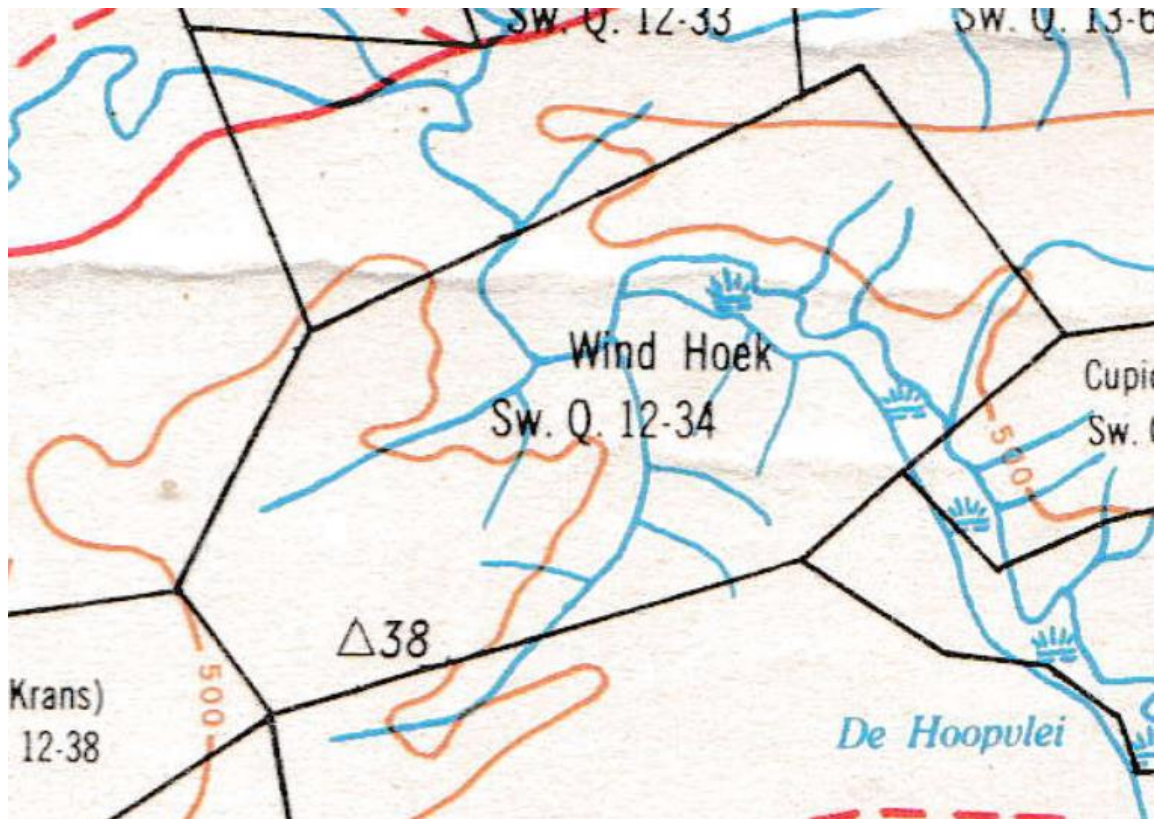 Sw. Q. 12-33
Sw. Q. 13-6
Wind Hoek
Sw. Q. 12-34
Cupid
Sw.
500
△38
500
Krans)
12-38
De Hoopvlei